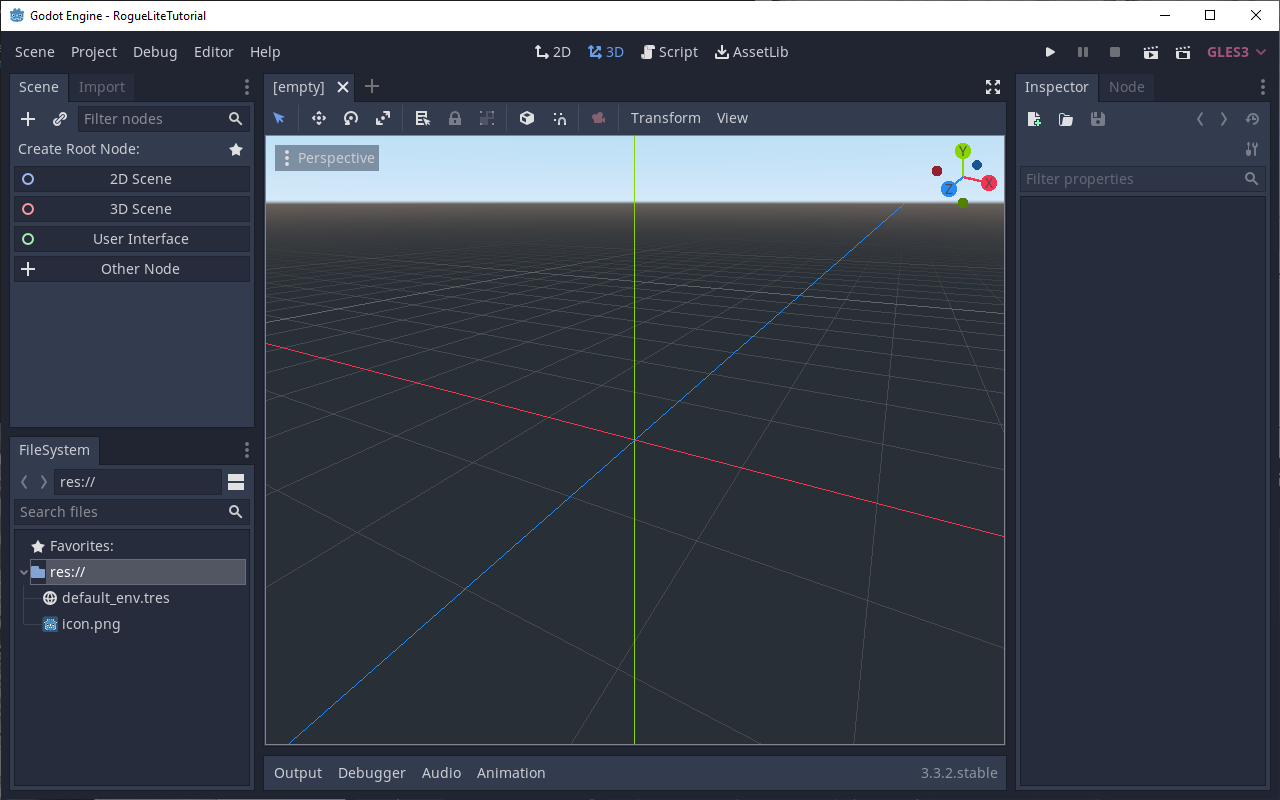 Godot Engine - RogueLiteTutorial
Scene Project Debug Editor Help 2D 3D Script AssetLib GLES3
Scene Import
Filter nodes
Create Root Node:
2D Scene
3D Scene
User Interface
Other Node
FileSystem
res://
Search files
Favorites:
res://
default_env.tres
icon.png
[empty]
Transform View
Perspective
Y
X
Z
Output Debugger Audio Animation 3.3.2.stable
Inspector Node
Filter properties